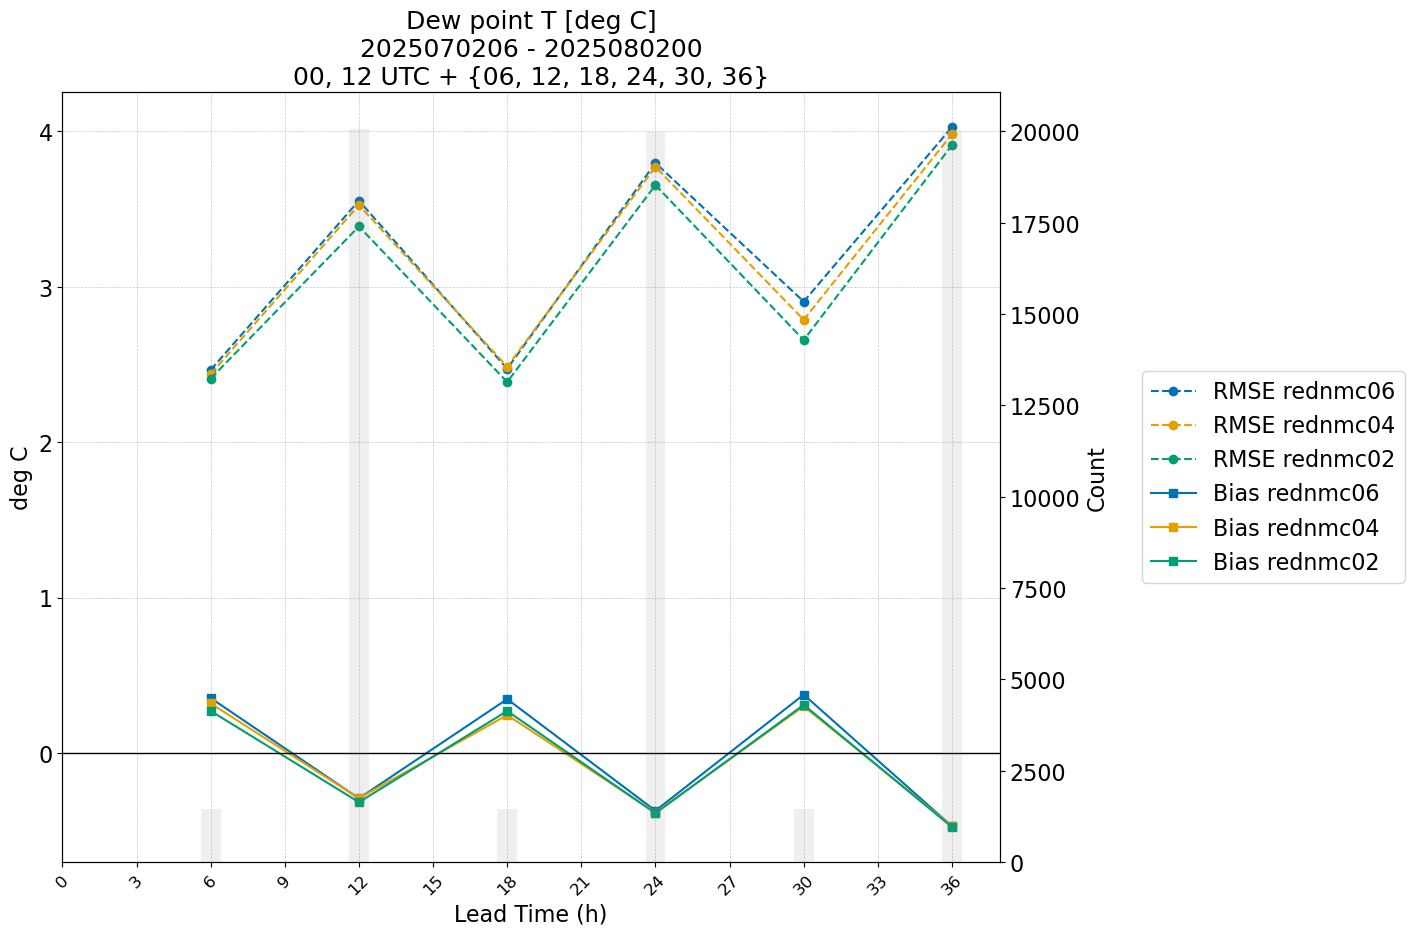 Dew point T [deg C]
2025070206 - 2025080200
00, 12 UTC + {06, 12, 18, 24, 30, 36}
4
3
2
1
0
deg C
20000
17500
15000
12500
10000
7500
5000
2500
0
Count
0
3
6
9
12
15
18
21
24
27
30
33
36
Lead Time (h)
RMSE rednmc06
RMSE rednmc04
RMSE rednmc02
Bias rednmc06
Bias rednmc04
Bias rednmc02